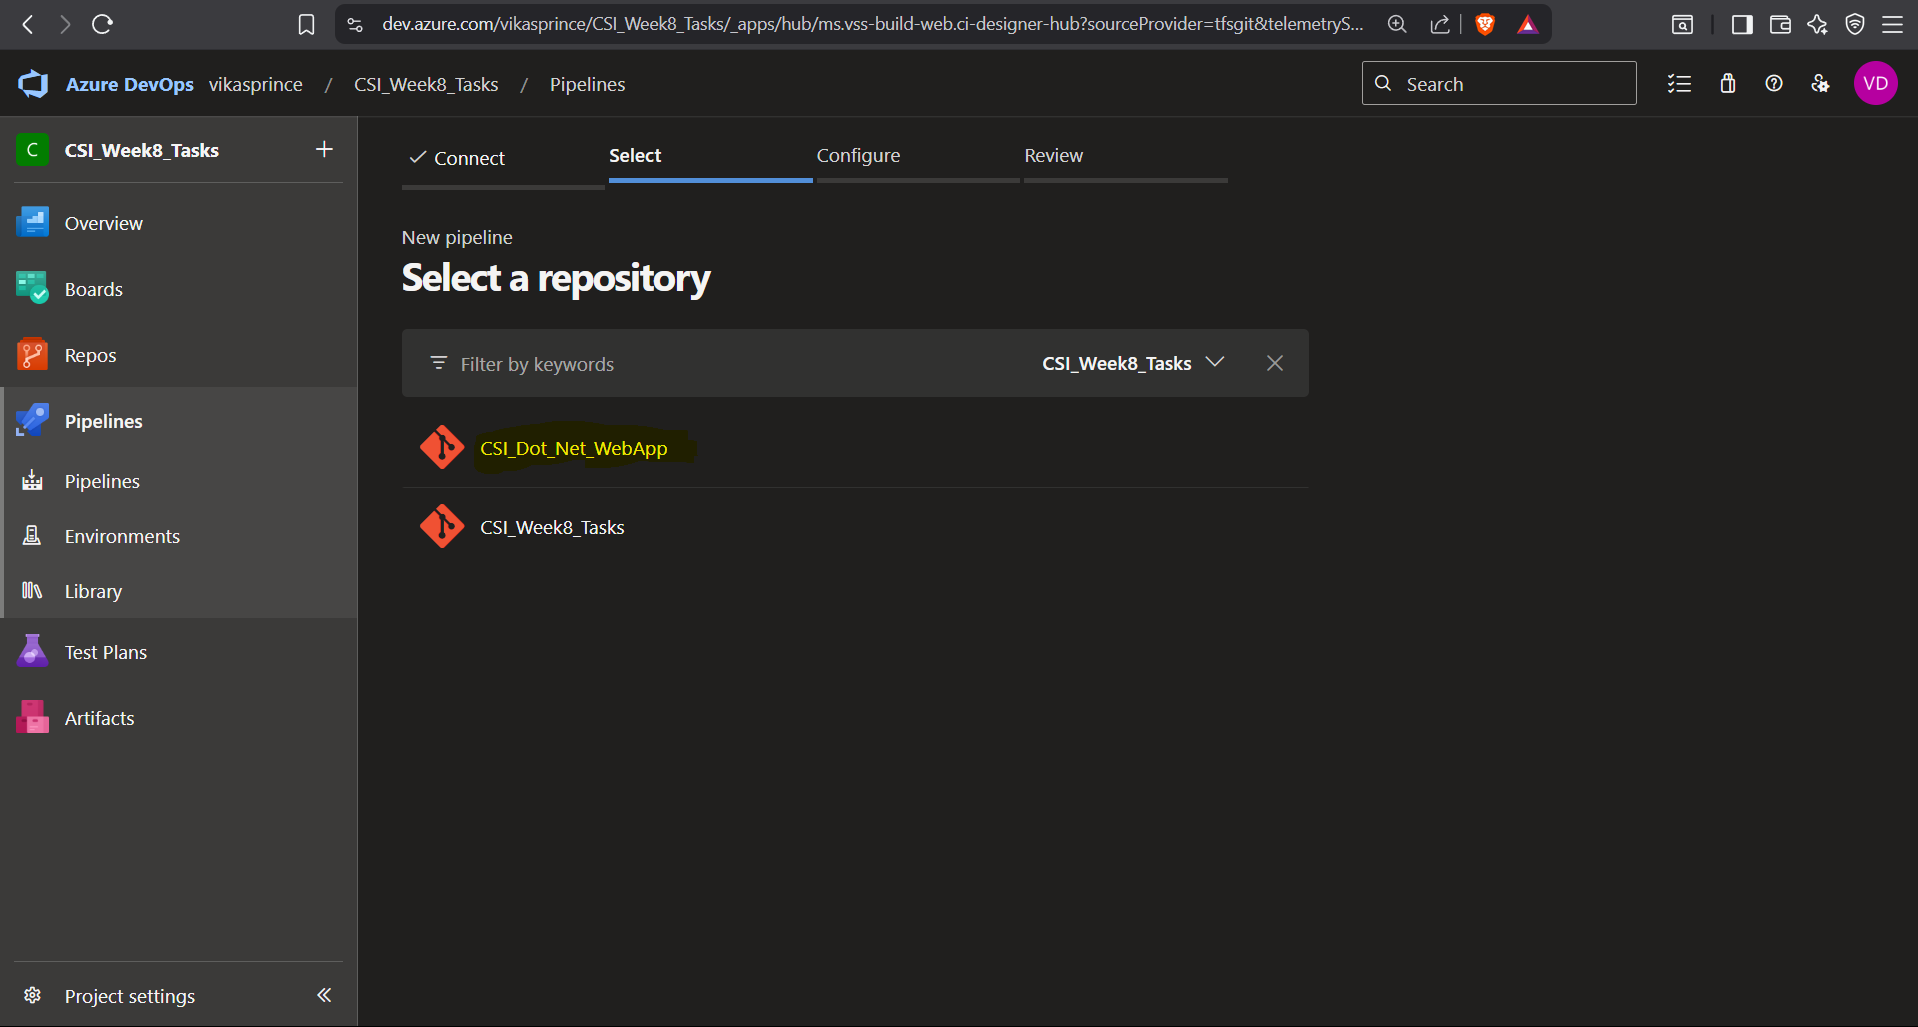 dev.azure.com/vikasprince/CSI_Week8_Tasks/_apps/hub/ms.vss-build-web.ci-designer-hub?sourceProvider=tfsgit&telemetryS...
Azure DevOps vikasprince / CSI_Week8_Tasks / Pipelines
Search
VD
C CSI_Week8_Tasks
Overview
Boards
Repos
Pipelines
Pipelines
Environments
Library
Test Plans
Artifacts
Project settings
Connect Select Configure Review
New pipeline
Select a repository
Filter by keywords CSI_Week8_Tasks
CSI_Dot_Net_WebApp
CSI_Week8_Tasks